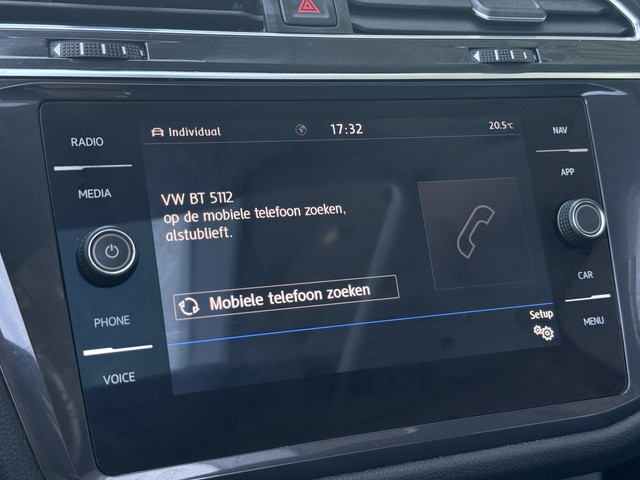 RADIO
MEDIA
PHONE
VOICE
Individual
17:32
20.5°C
VW BT 5112
op de mobiele telefoon zoeken,
alstublieft.
Mobiele telefoon zoeken
Setup
NAV
APP
CAR
MENU